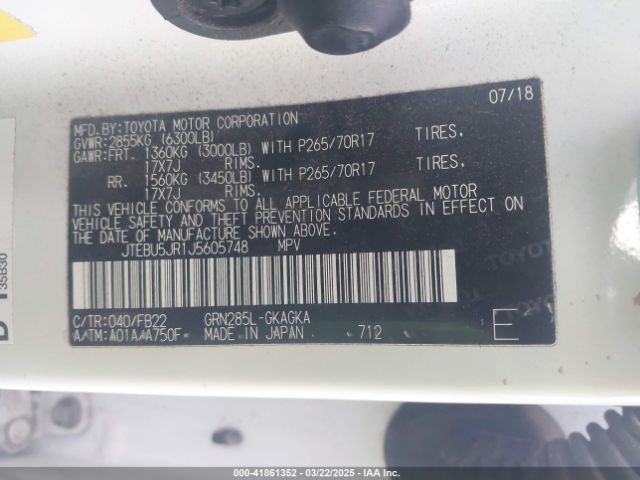 07/18
MFD.BY:TOYOTA MOTOR CORPORATION
GVWR:2855KG (6300LB)
GAWR:FRT. 1360KG (3000LB) WITH P265/70R17 TIRES.
17X7J RIMS.
RR. 1560KG (3450LB) WITH P265/70R17 TIRES.
17X7J RIMS.
THIS VEHICLE CONFORMS TO ALL APPLICABLE FEDERAL MOTOR
VEHICLE SAFETY AND THEFT PREVENTION STANDARDS IN EFFECT ON
THE DATE OF MANUFACTURE SHOWN ABOVE.
JTEBU5JR1J5605748 MPV
C/TR:040/FB22 GRN285L-GKAGKA
A/TM:A01A/A750F MADE IN JAPAN 712 E
35B30
000-41861352 - 03/22/2025 - IAA Inc.